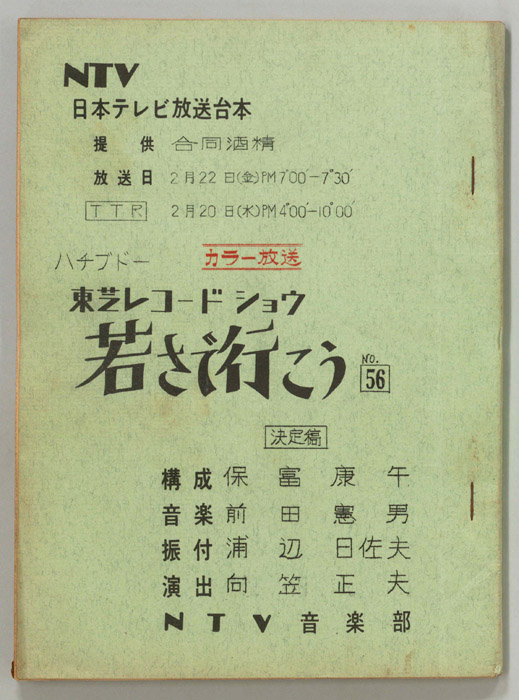 NTV
日本テレビ放送台本
提 供 合同酒精
放送日 2月22日(金)PM7'00'-7"30'
TTR 2月20日(水)PM4"00'-10"00'
ハチブドー カラー放送
東芝レコード ショウ
若さで行こう NO. 56
決定稿
構成 保富康午
音楽 前田憲男
振付 浦辺日佐夫
演出 向笠正夫
NTV音楽部